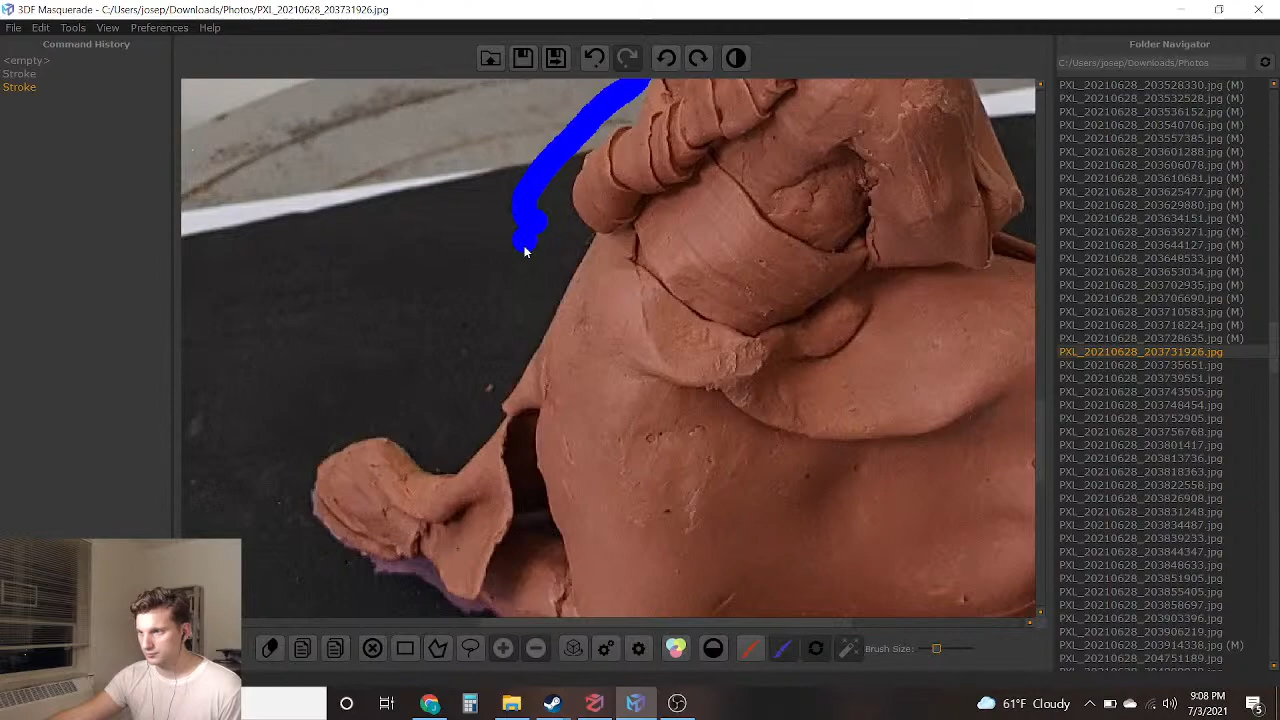 3DF Masquerade - C:/Users/josep/Downloads/Photos/PXL_20210628_203731926.jpg
File Edit Tools View Preferences Help
Command History
<empty>
Stroke
Stroke
Folder Navigator
C:/Users/josep/Downloads/Photos
PXL_20210628_203528330.jpg (M)
PXL_20210628_203532528.jpg (M)
PXL_20210628_203536152.jpg (M)
PXL_20210628_203540706.jpg (M)
PXL_20210628_203557385.jpg (M)
PXL_20210628_203601288.jpg (M)
PXL_20210628_203606078.jpg (M)
PXL_20210628_203610681.jpg (M)
PXL_20210628_203625477.jpg (M)
PXL_20210628_203629880.jpg (M)
PXL_20210628_203634151.jpg (M)
PXL_20210628_203639271.jpg (M)
PXL_20210628_203644127.jpg (M)
PXL_20210628_203648533.jpg (M)
PXL_20210628_203653034.jpg (M)
PXL_20210628_203702935.jpg (M)
PXL_20210628_203706690.jpg (M)
PXL_20210628_203710583.jpg (M)
PXL_20210628_203718224.jpg (M)
PXL_20210628_203728635.jpg (M)
PXL_20210628_203731926.jpg
PXL_20210628_203735651.jpg
PXL_20210628_203739551.jpg
PXL_20210628_203743505.jpg
PXL_20210628_203748454.jpg
PXL_20210628_203752905.jpg
PXL_20210628_203756768.jpg
PXL_20210628_203801417.jpg
PXL_20210628_203813736.jpg
PXL_20210628_203818363.jpg
PXL_20210628_203822558.jpg
PXL_20210628_203826908.jpg
PXL_20210628_203831248.jpg
PXL_20210628_203834487.jpg
PXL_20210628_203839233.jpg
PXL_20210628_203844347.jpg
PXL_20210628_203848633.jpg
PXL_20210628_203851905.jpg
PXL_20210628_203855405.jpg
PXL_20210628_203858697.jpg
PXL_20210628_203903396.jpg
PXL_20210628_203906219.jpg
PXL_20210628_203914338.jpg (M)
PXL_20210628_204751189.jpg
Brush Size:
61°F Cloudy
9:08 PM
7/3/2021
5